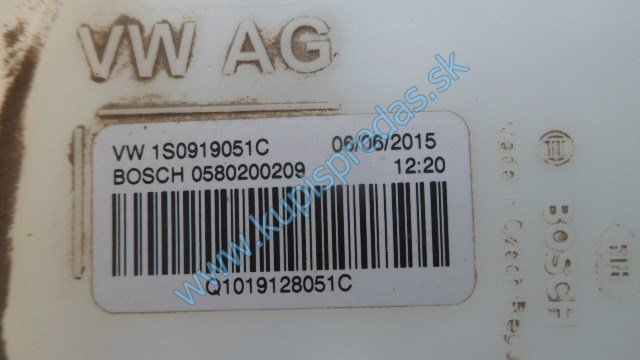 VW AG
VW 1S0919051C 06/06/2015
BOSCH 0580200209 12:20
Q1019128051C
www.kupispredas.sk
Made in Czech Rep
BOSCH